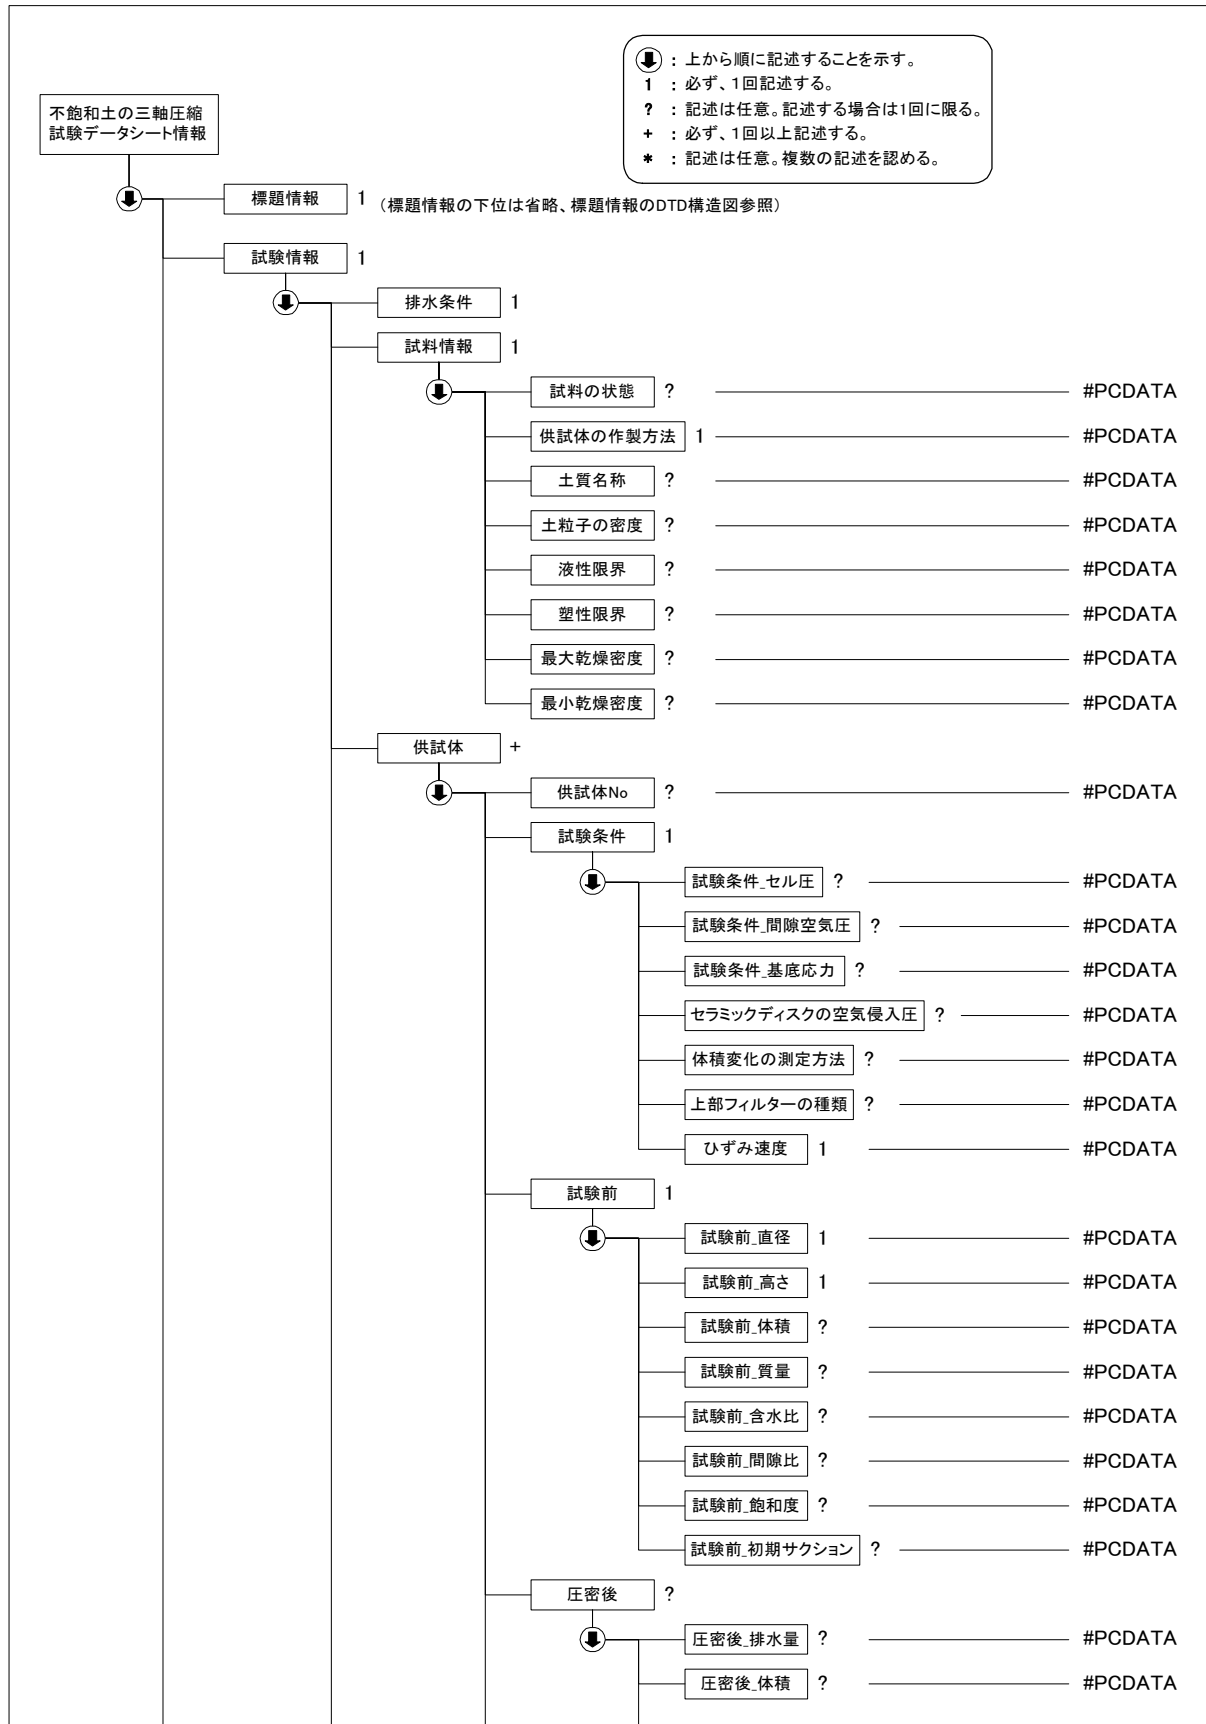 ：上から順に記述することを示す。
1 ：必ず、1回記述する。
? ：記述は任意。記述する場合は1回に限る。
+ ：必ず、1回以上記述する。
* ：記述は任意。複数の記述を認める。
不飽和土の三軸圧縮
試験データシート情報
標題情報 1 （標題情報の下位は省略、標題情報のDTD構造図参照）
試験情報 1
排水条件 1
試料情報 1
試料の状態 ? #PCDATA
供試体の作製方法 1 #PCDATA
土質名称 ? #PCDATA
土粒子の密度 ? #PCDATA
液性限界 ? #PCDATA
塑性限界 ? #PCDATA
最大乾燥密度 ? #PCDATA
最小乾燥密度 ? #PCDATA
供試体 +
供試体No ? #PCDATA
試験条件 1
試験条件_セル圧 ? #PCDATA
試験条件_間隙空気圧 ? #PCDATA
試験条件_基底応力 ? #PCDATA
セラミックディスクの空気侵入圧 ? #PCDATA
体積変化の測定方法 ? #PCDATA
上部フィルターの種類 ? #PCDATA
ひずみ速度 1 #PCDATA
試験前 1
試験前_直径 1 #PCDATA
試験前_高さ 1 #PCDATA
試験前_体積 ? #PCDATA
試験前_質量 ? #PCDATA
試験前_含水比 ? #PCDATA
試験前_間隙比 ? #PCDATA
試験前_飽和度 ? #PCDATA
試験前_初期サクション ? #PCDATA
圧密後 ?
圧密後_排水量 ? #PCDATA
圧密後_体積 ? #PCDATA